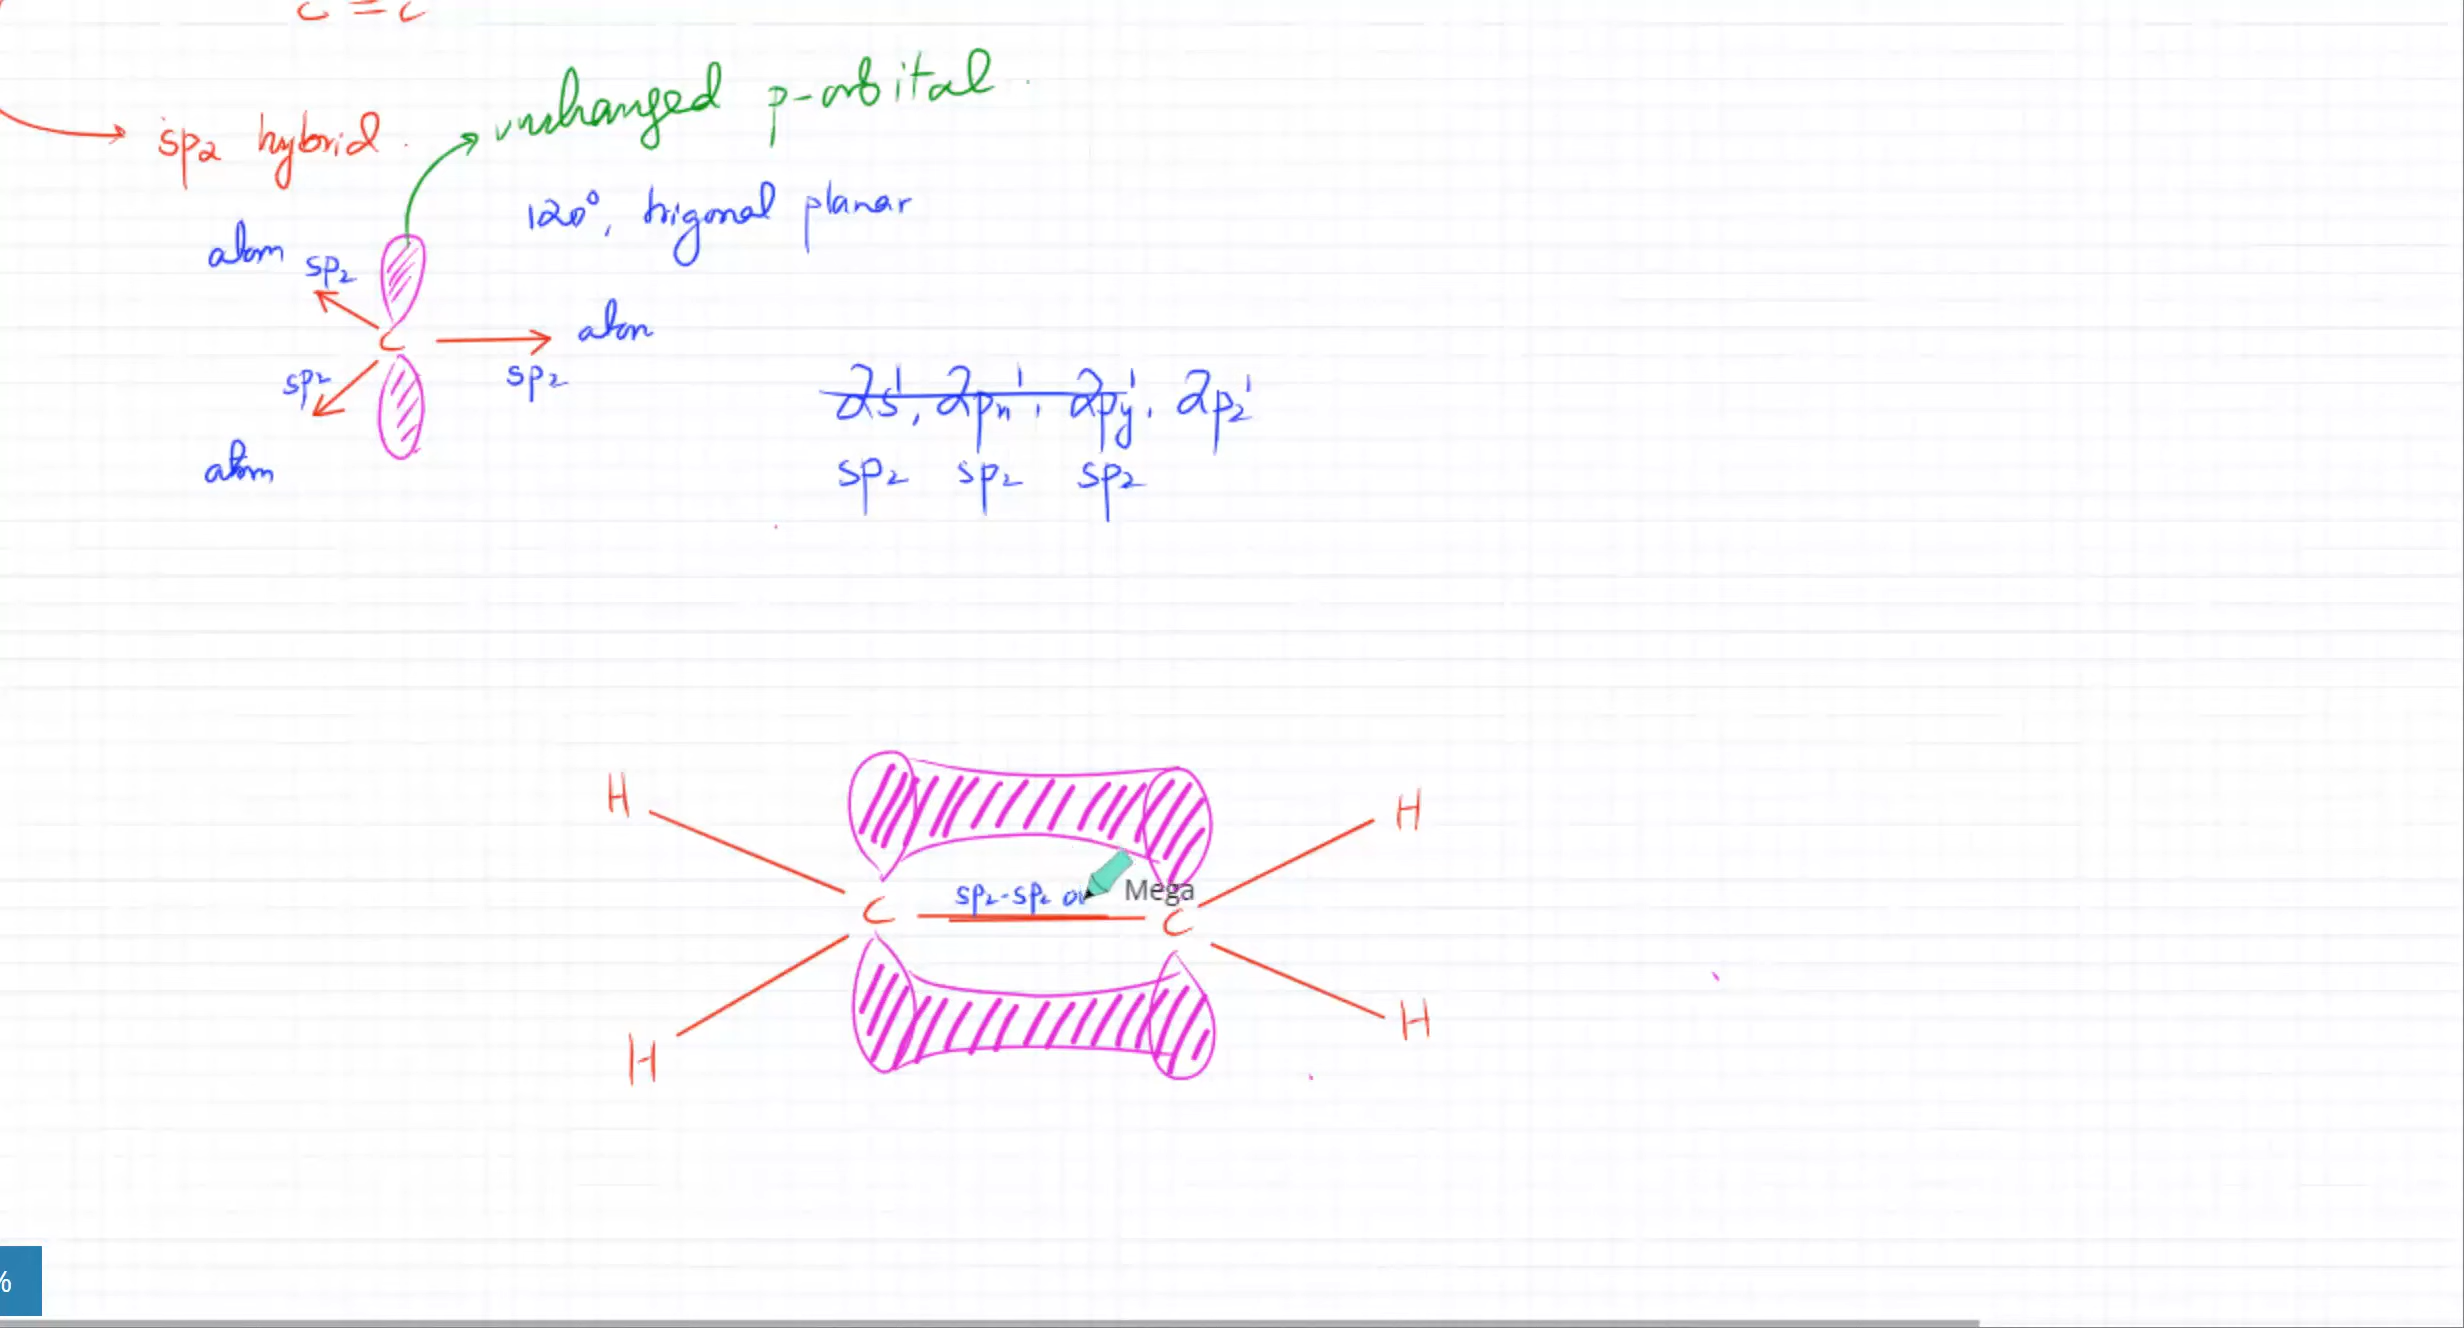 C = C
unchanged p-orbital.
sp2 hybrid.
120°, trigonal planar
atom sp2
C atom
sp2 sp2
2s¹, 2px¹, 2py¹, 2pz¹
atom
sp2 sp2 sp2
H H
sp2-sp2 ov Mega
C C
H H
%